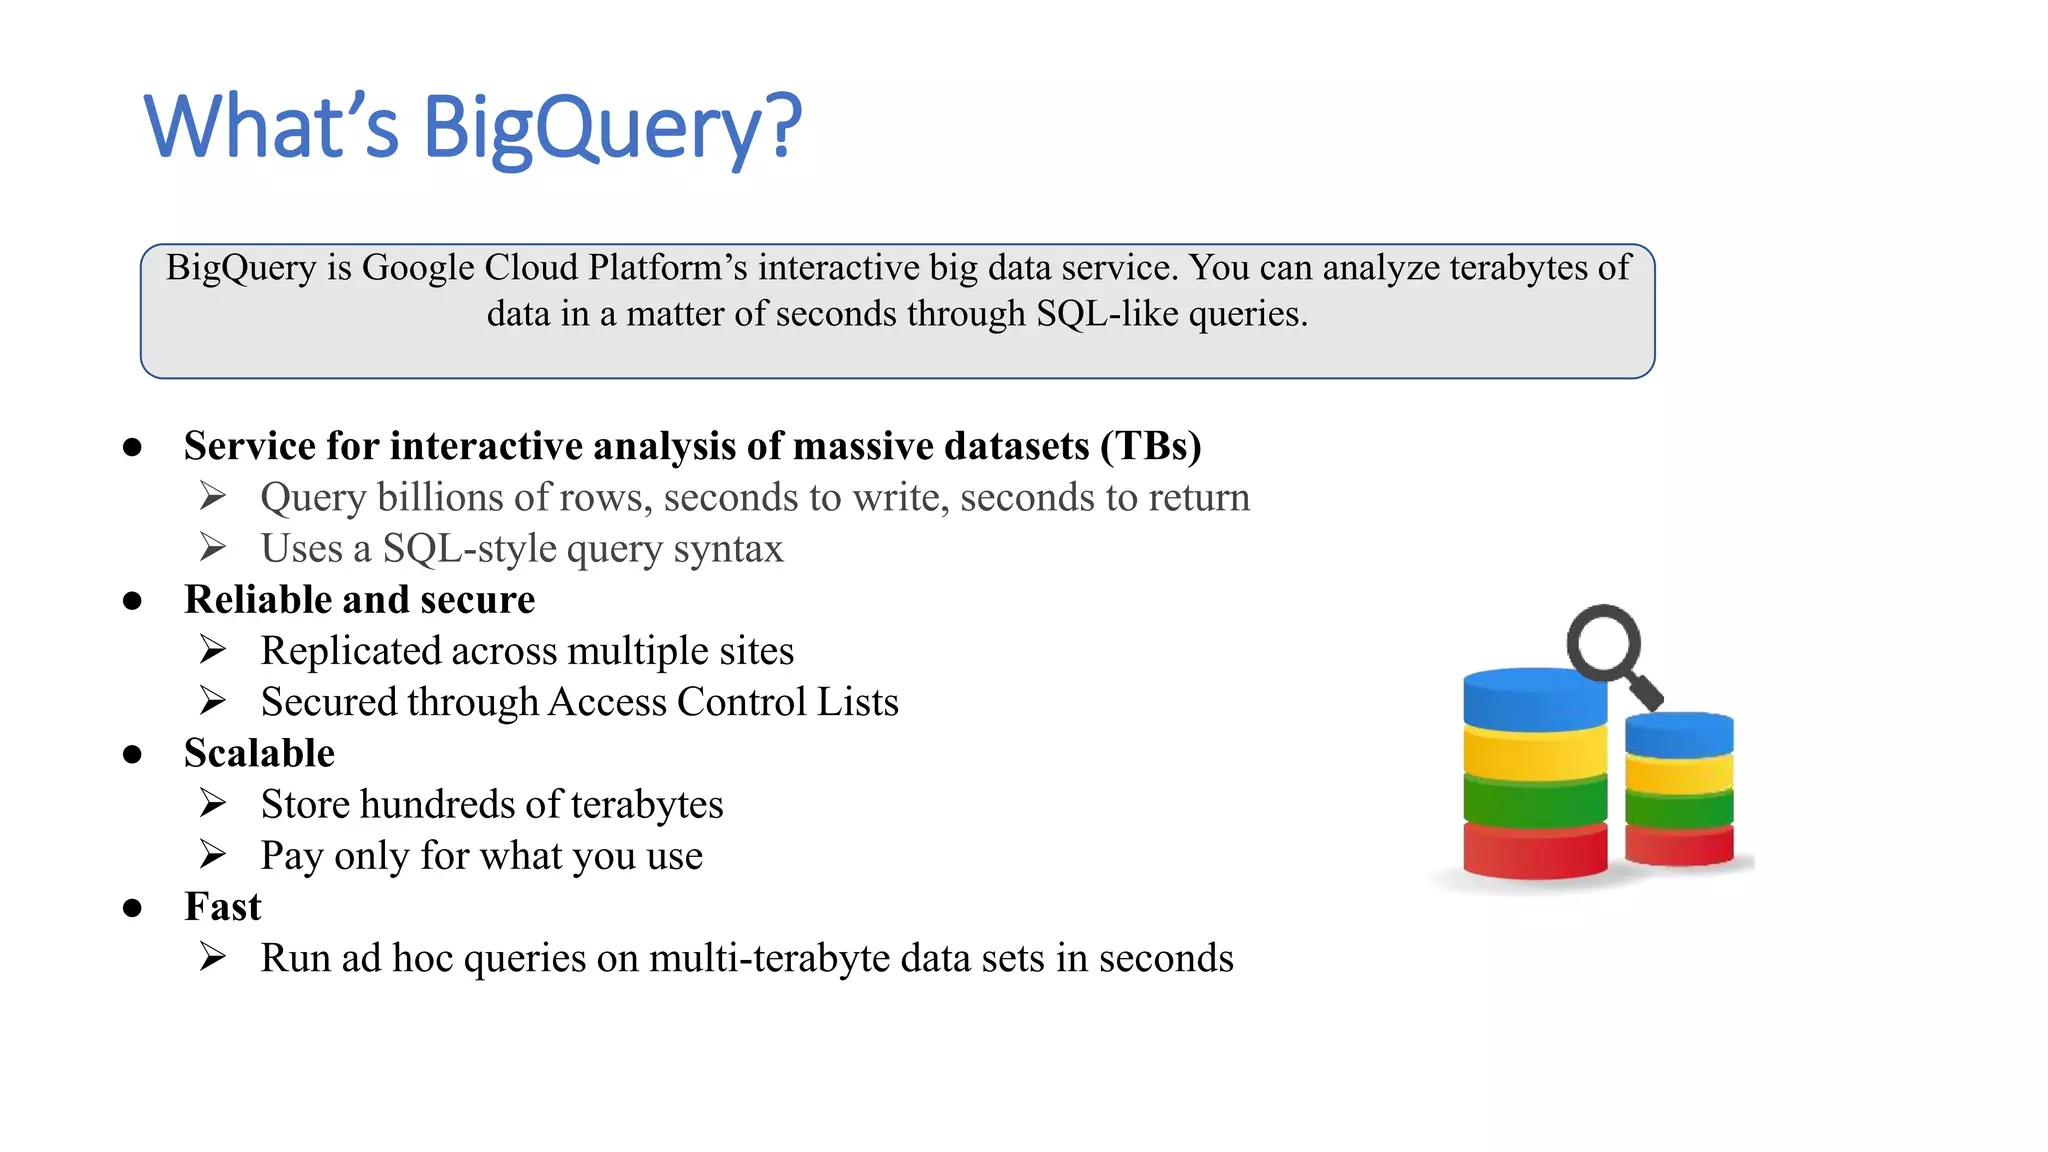 What’s BigQuery?
BigQuery is Google Cloud Platform’s interactive big data service. You can analyze terabytes of
data in a matter of seconds through SQL-like queries.
● Service for interactive analysis of massive datasets (TBs)
➢ Query billions of rows, seconds to write, seconds to return
➢ Uses a SQL-style query syntax
● Reliable and secure
➢ Replicated across multiple sites
➢ Secured through Access Control Lists
● Scalable
➢ Store hundreds of terabytes
➢ Pay only for what you use
● Fast
➢ Run ad hoc queries on multi-terabyte data sets in seconds